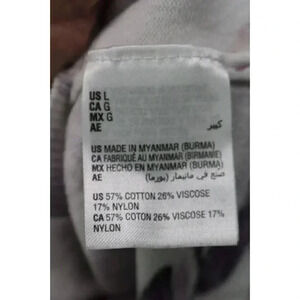 US L
CA G
MX G
AE كبير
US MADE IN MYANMAR (BURMA)
CA FABRIQUÉ AU MYANMAR (BIRMANIE)
MX HECHO EN MYANMAR (BIRMANIA)
AE صنع في ميانمار (بورما)
US 57% COTTON 26% VISCOSE
17% NYLON
CA 57% COTON 26% VISCOSE 17%
NYLON